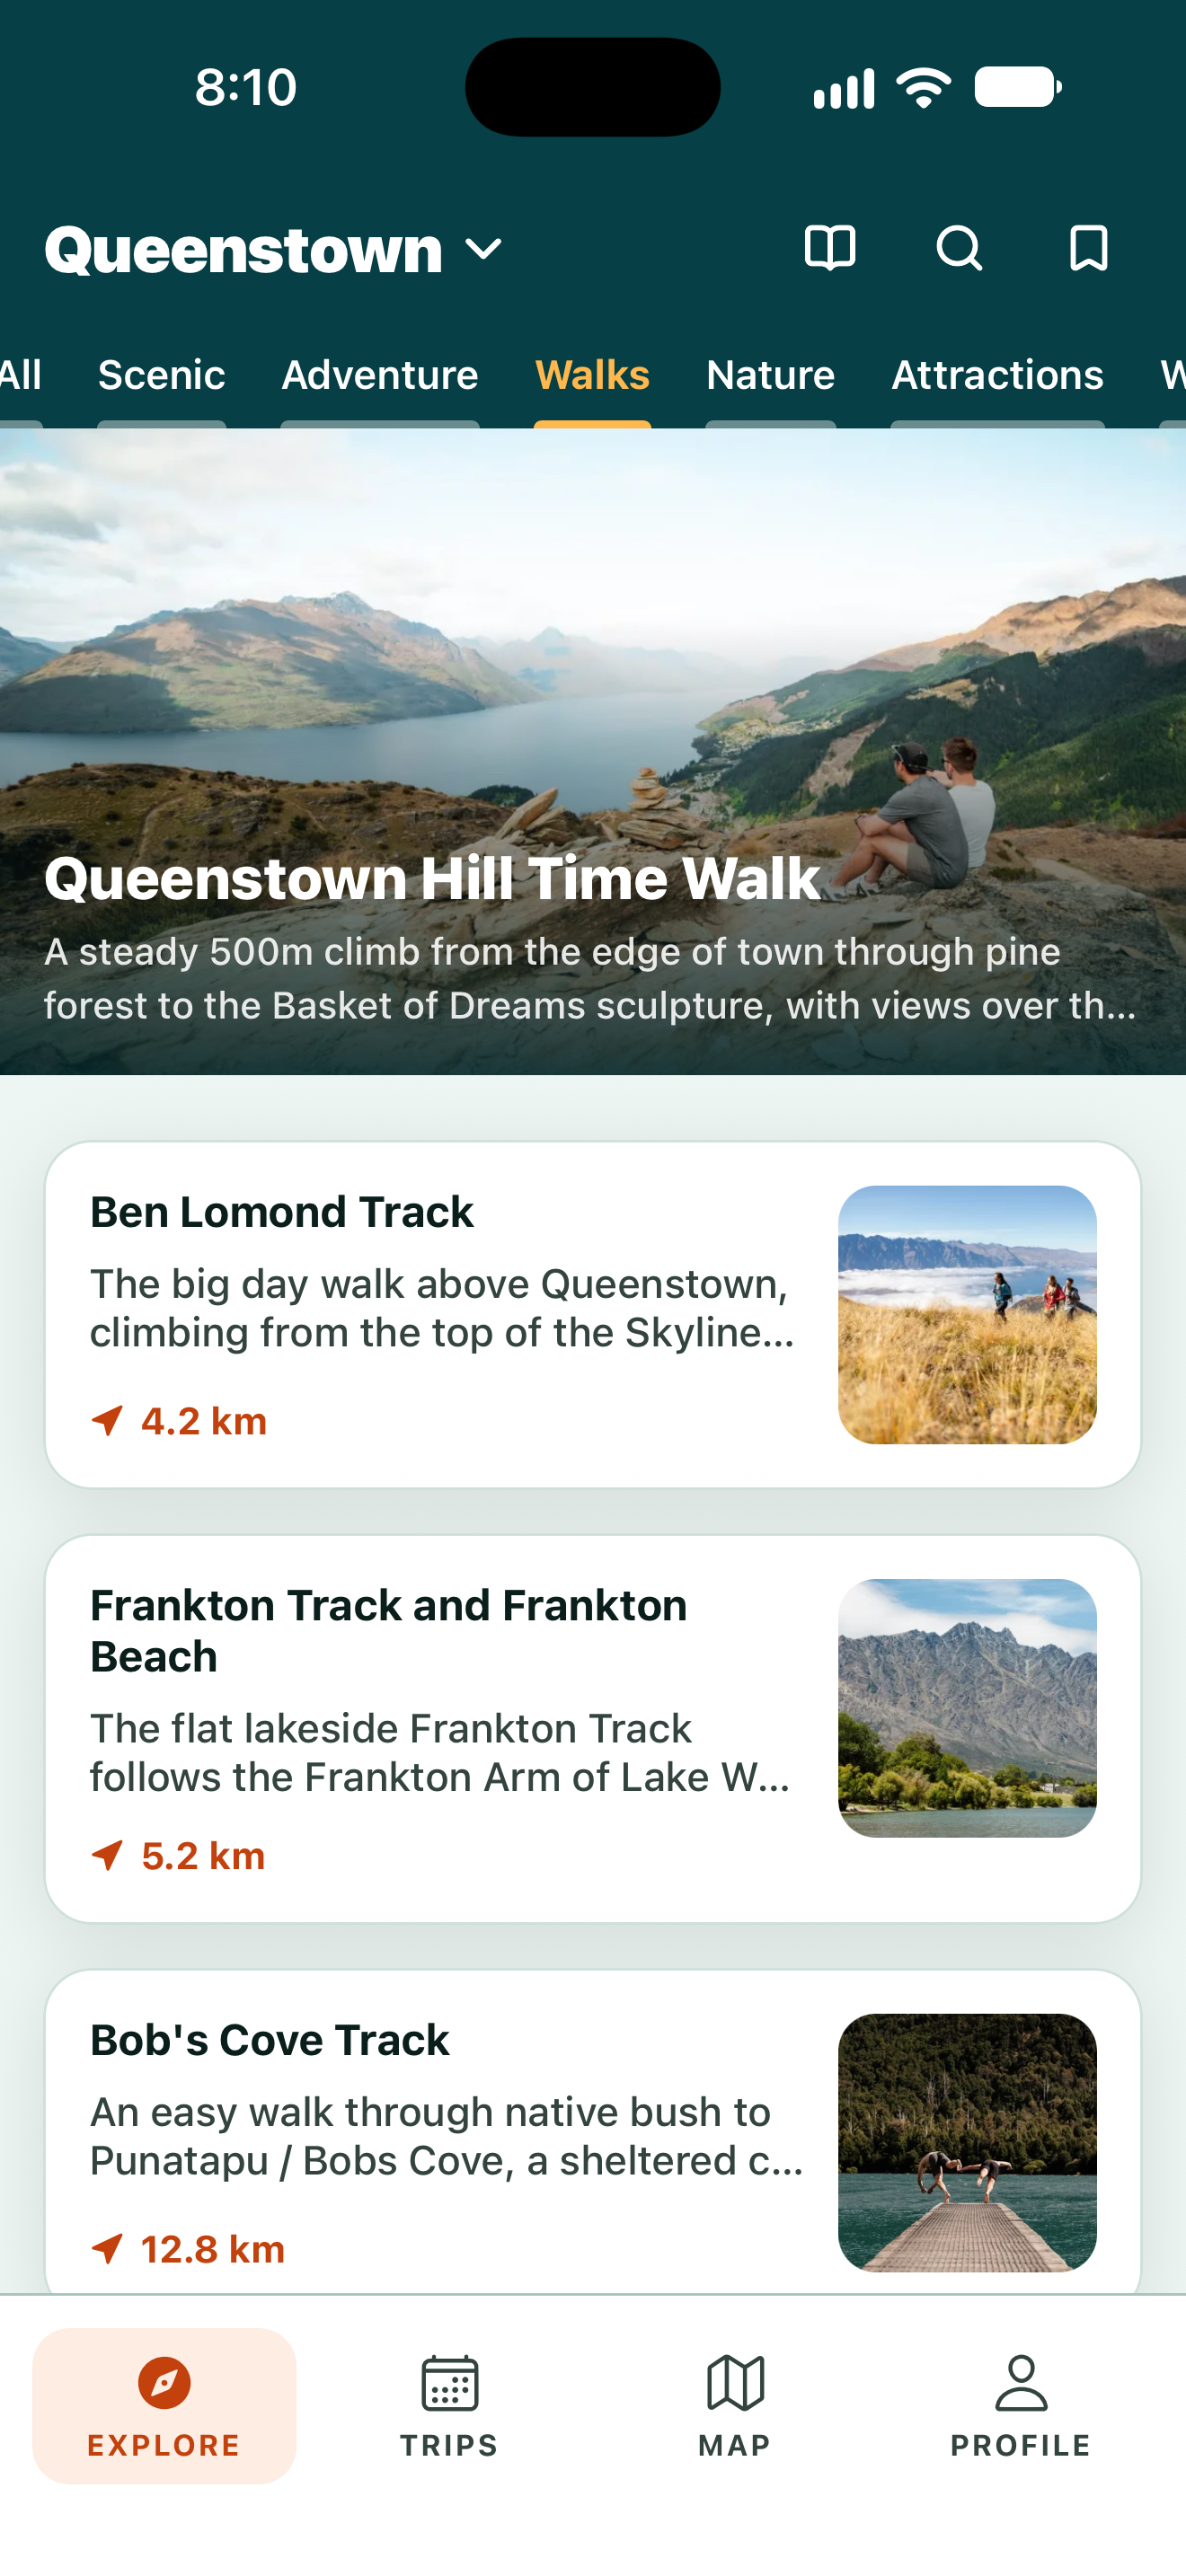 8:10
Queenstown
All
Scenic
Adventure
Walks
Nature
Attractions
W
Queenstown Hill Time Walk
A steady 500m climb from the edge of town through pine
forest to the Basket of Dreams sculpture, with views over th...
Ben Lomond Track
The big day walk above Queenstown,
climbing from the top of the Skyline...
4.2 km
Frankton Track and Frankton
Beach
The flat lakeside Frankton Track
follows the Frankton Arm of Lake W...
5.2 km
Bob's Cove Track
An easy walk through native bush to
Punatapu / Bobs Cove, a sheltered c...
12.8 km
EXPLORE
TRIPS
MAP
PROFILE